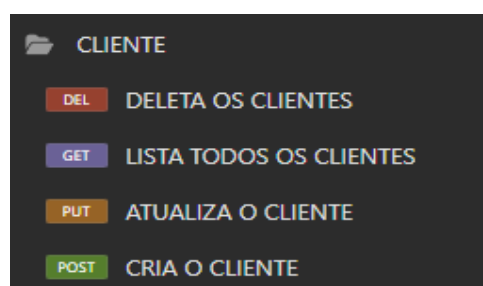 CLIENTE
DEL DELETA OS CLIENTES
GET LISTA TODOS OS CLIENTES
PUT ATUALIZA O CLIENTE
POST CRIA O CLIENTE